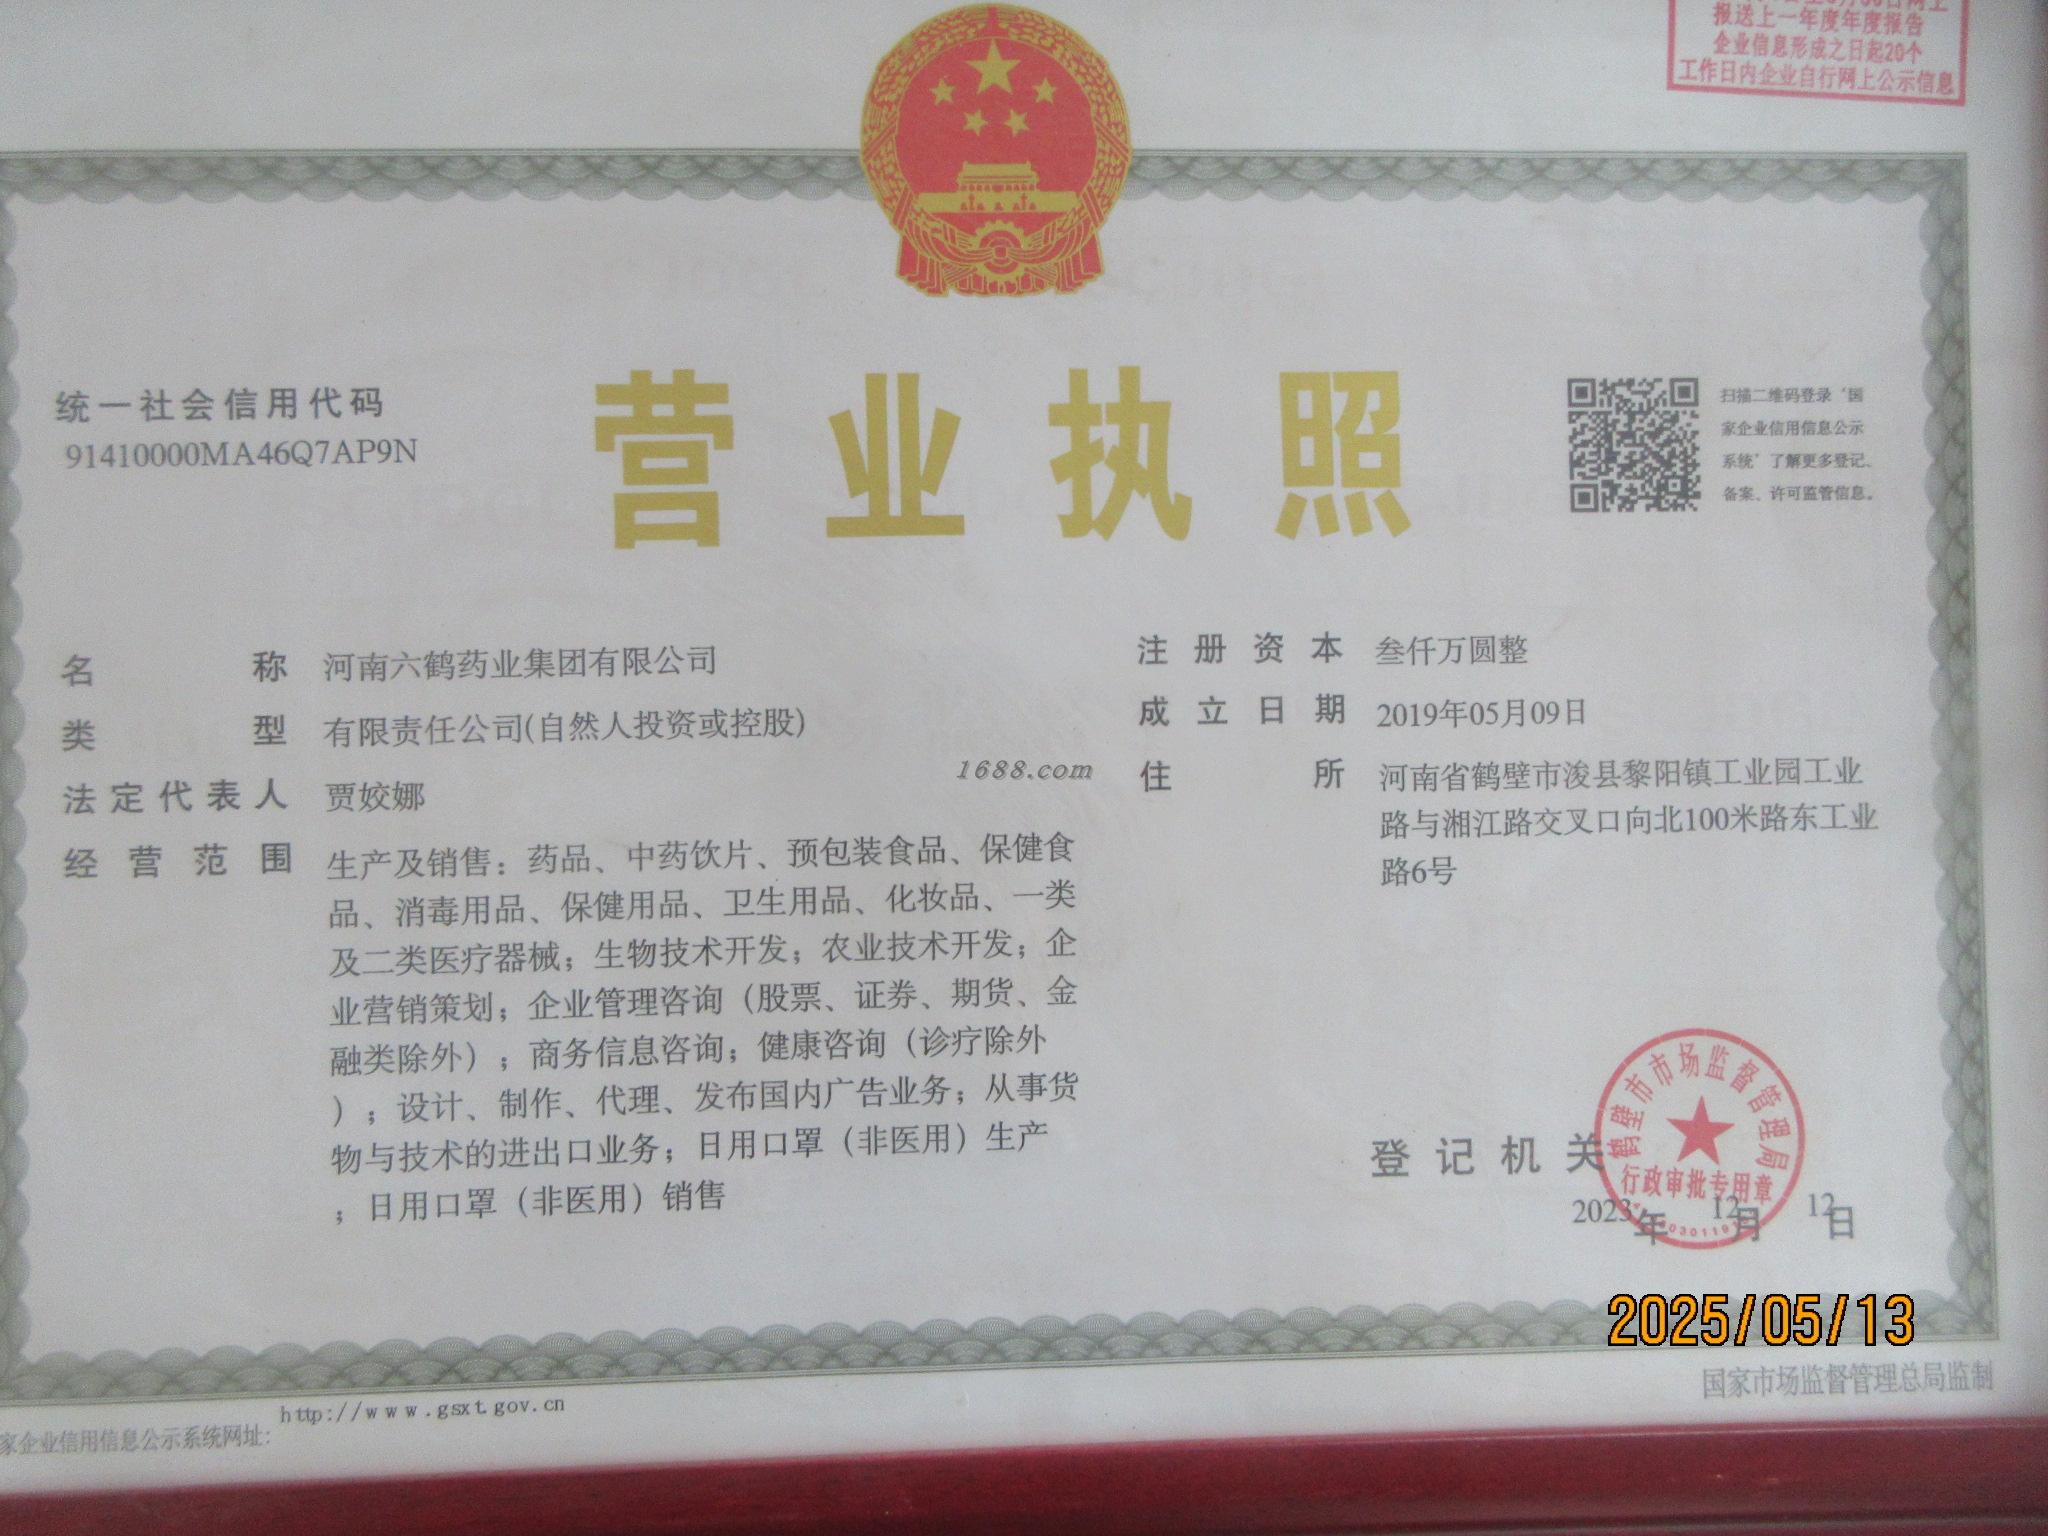 报送上一年度年度报告
企业信息形成之日起20个
工作日内企业自行网上公示信息
统一社会信用代码
91410000MA46Q7AP9N
营业执照
扫描二维码登录‘国
家企业信用信息公示
系统’了解更多登记、
备案、许可监管信息。
名称 河南六鹤药业集团有限公司
类型 有限责任公司(自然人投资或控股)
法定代表人 贾姣娜
经营范围 生产及销售：药品、中药饮片、预包装食品、保健食
品、消毒用品、保健用品、卫生用品、化妆品、一类
及二类医疗器械；生物技术开发；农业技术开发；企
业营销策划；企业管理咨询（股票、证券、期货、金
融类除外）；商务信息咨询；健康咨询（诊疗除外
）；设计、制作、代理、发布国内广告业务；从事货
物与技术的进出口业务；日用口罩（非医用）生产
；日用口罩（非医用）销售
注册资本 叁仟万圆整
成立日期 2019年05月09日
住所 河南省鹤壁市浚县黎阳镇工业园工业
路与湘江路交叉口向北100米路东工业
路6号
1688.com
登记机关
鹤壁市市场监督管理局
行政审批专用章
2023年12月12日
2025/05/13
国家市场监督管理总局监制
http://www.gsxt.gov.cn
家企业信用信息公示系统网址：